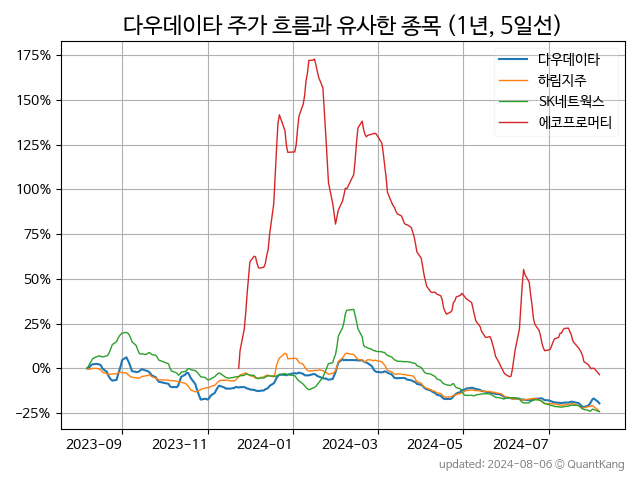 다우데이타 주가 흐름과 유사한 종목 (1년, 5일선)
다우데이타
하림지주
SK네트웍스
에코프로머티
175%
150%
125%
100%
75%
50%
25%
0%
−25%
2023-09
2023-11
2024-01
2024-03
2024-05
2024-07
updated: 2024-08-06 © QuantKang